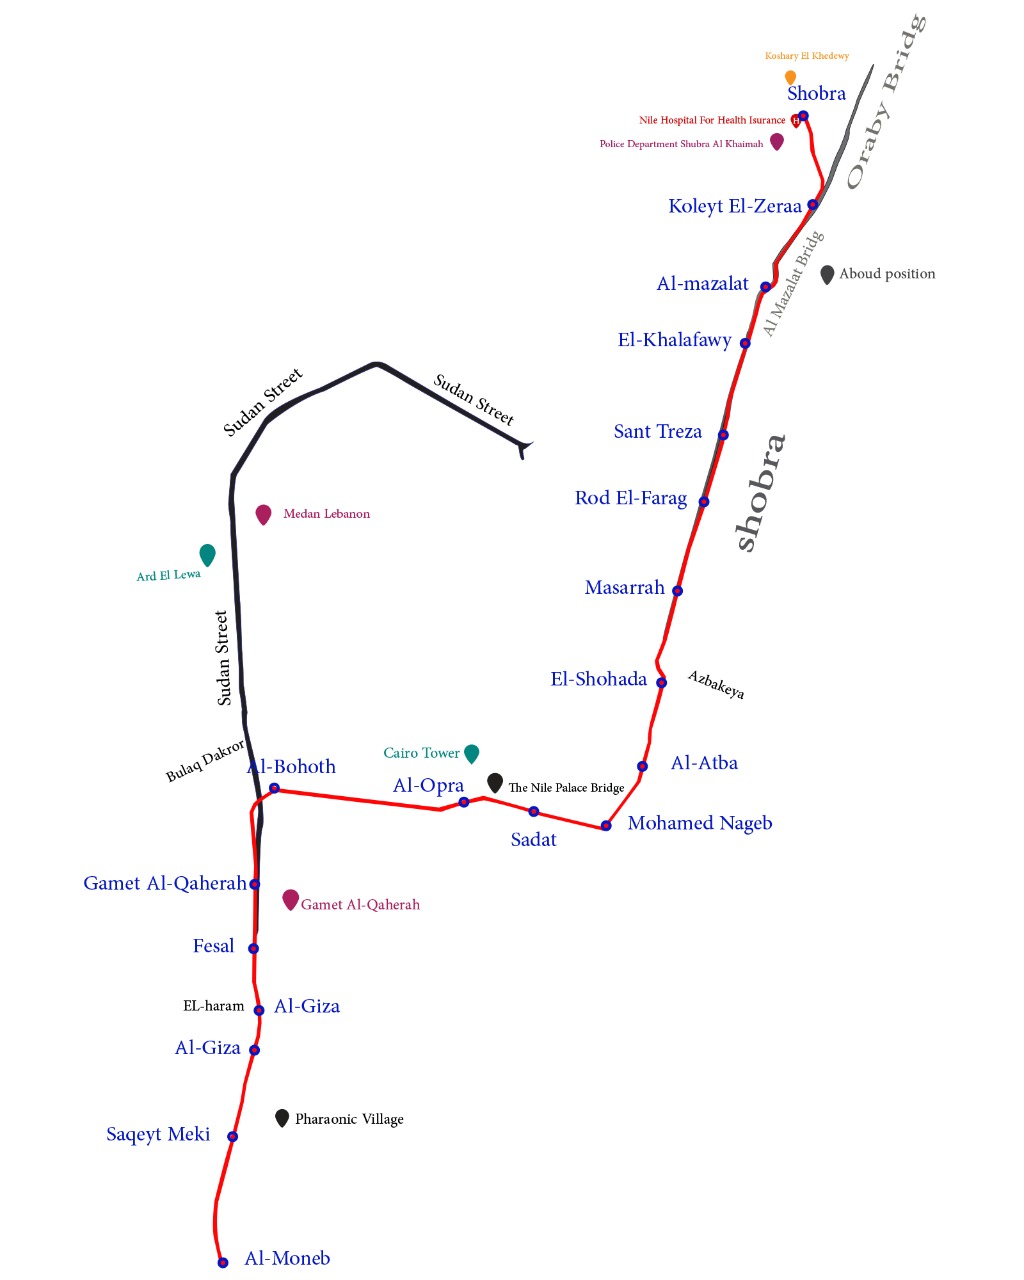 Koshary El Khedewy
Shobra
Oraby Bridg
Nile Hospital For Health Isurance
H
Police Department Shubra Al Khaimah
Koleyt El-Zeraa
Al Mazalat Bridg
Aboud position
Al-mazalat
El-Khalafawy
Sudan Street
Sudan Street
Sant Treza
shobra
Rod El-Farag
Medan Lebanon
Ard El Lewa
Masarrah
Sudan Street
El-Shohada
Azbakeya
Bulaq Dakror
Cairo Tower
Al-Bohoth
Al-Atba
Al-Opra
The Nile Palace Bridge
Mohamed Nageb
Sadat
Gamet Al-Qaherah
Gamet Al-Qaherah
Fesal
EL-haram
Al-Giza
Al-Giza
Pharaonic Village
Saqeyt Meki
Al-Moneb